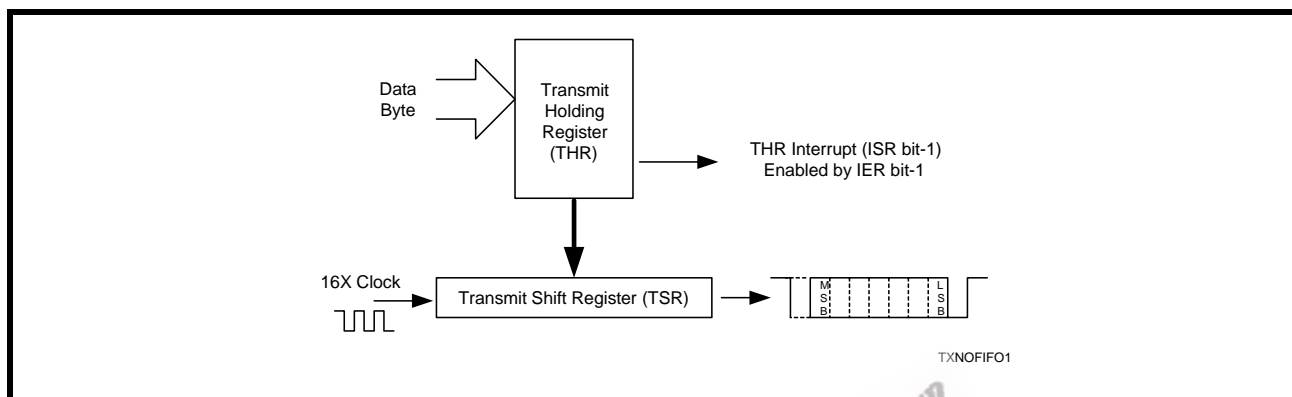 Data
Byte
Transmit
Holding
Register
(THR)
THR Interrupt (ISR bit-1)
Enabled by IER bit-1
16X Clock
Transmit Shift Register (TSR)
M
S
B
L
S
B
TXNOFIFO1